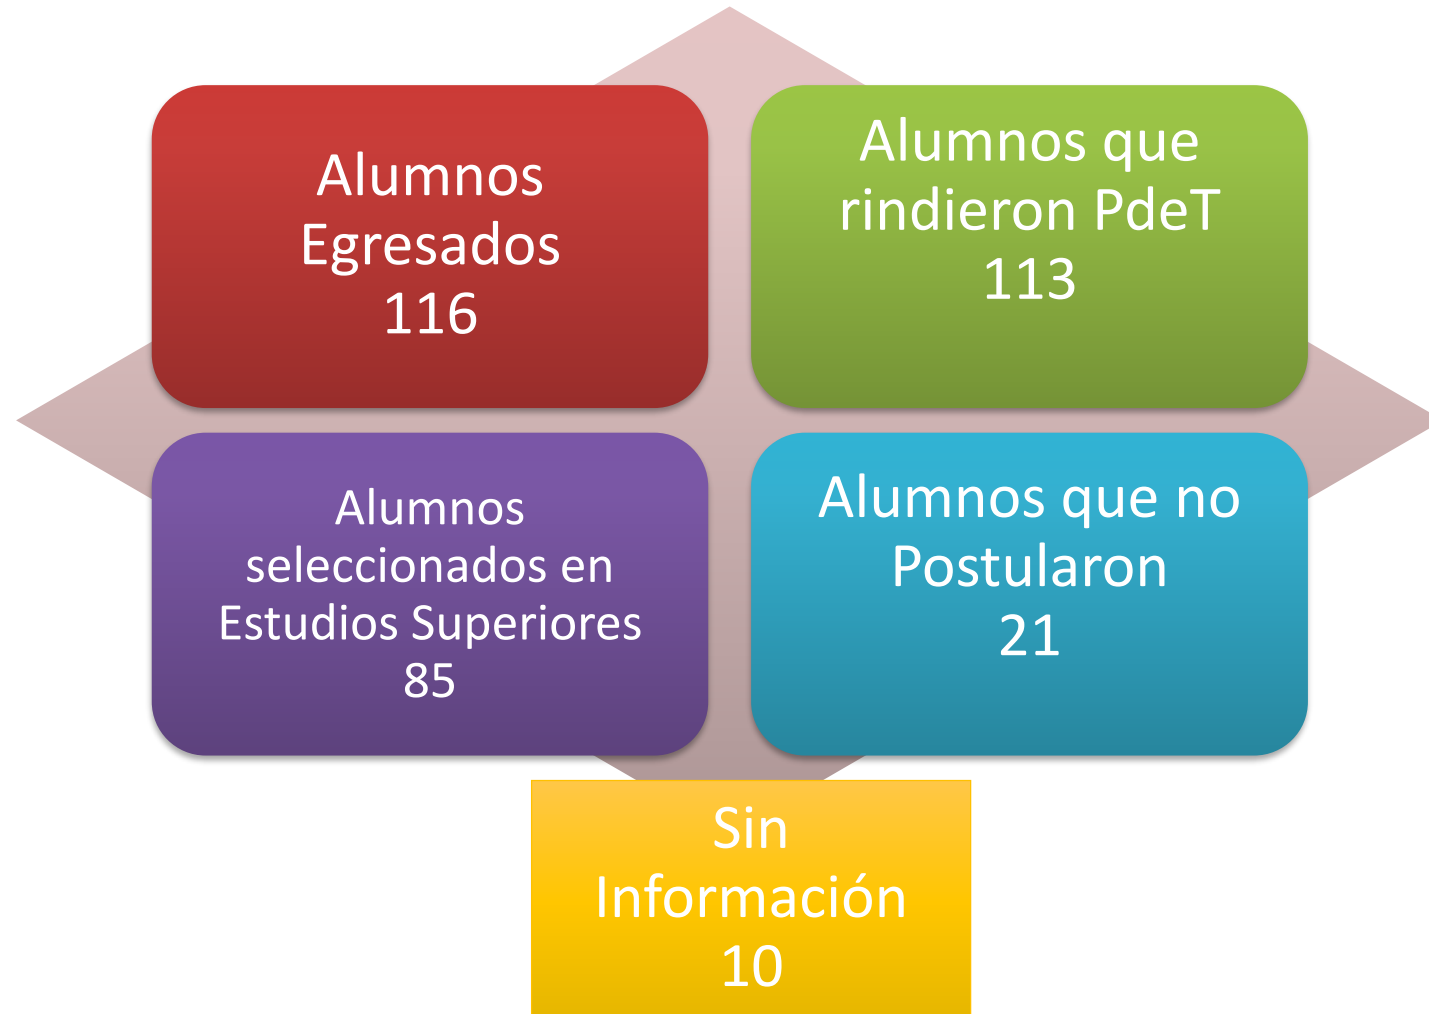 Alumnos
Egresados
116
Alumnos que
rindieron PdeT
113
Alumnos
seleccionados en
Estudios Superiores
85
Alumnos que no
Postularon
21
Sin
Información
10